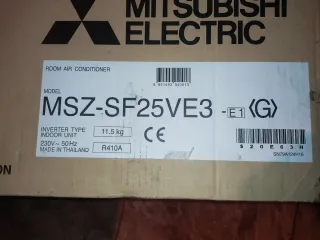 MITSUBISHI
ELECTRIC
ROOM AIR CONDITIONER
MODEL
MSZ-SF25VE3 -E1 〈G〉
INVERTER TYPE
INDOOR UNIT
11.5 kg
CE
230V~ 50Hz
MADE IN THAILAND
R410A
ION